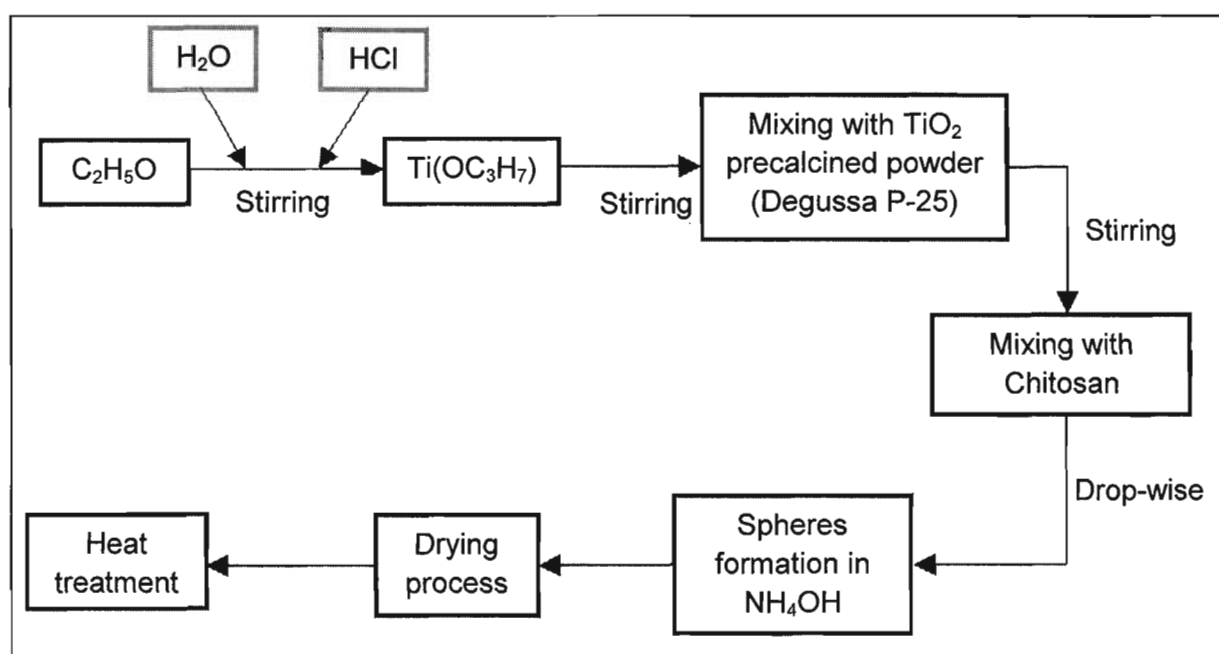 H₂O
HCl
C₂H₅O
Stirring
Ti(OC₃H₇)
Stirring
Mixing with TiO₂
precalcined powder
(Degussa P-25)
Stirring
Mixing with
Chitosan
Drop-wise
Spheres
formation in
NH₄OH
Drying
process
Heat
treatment